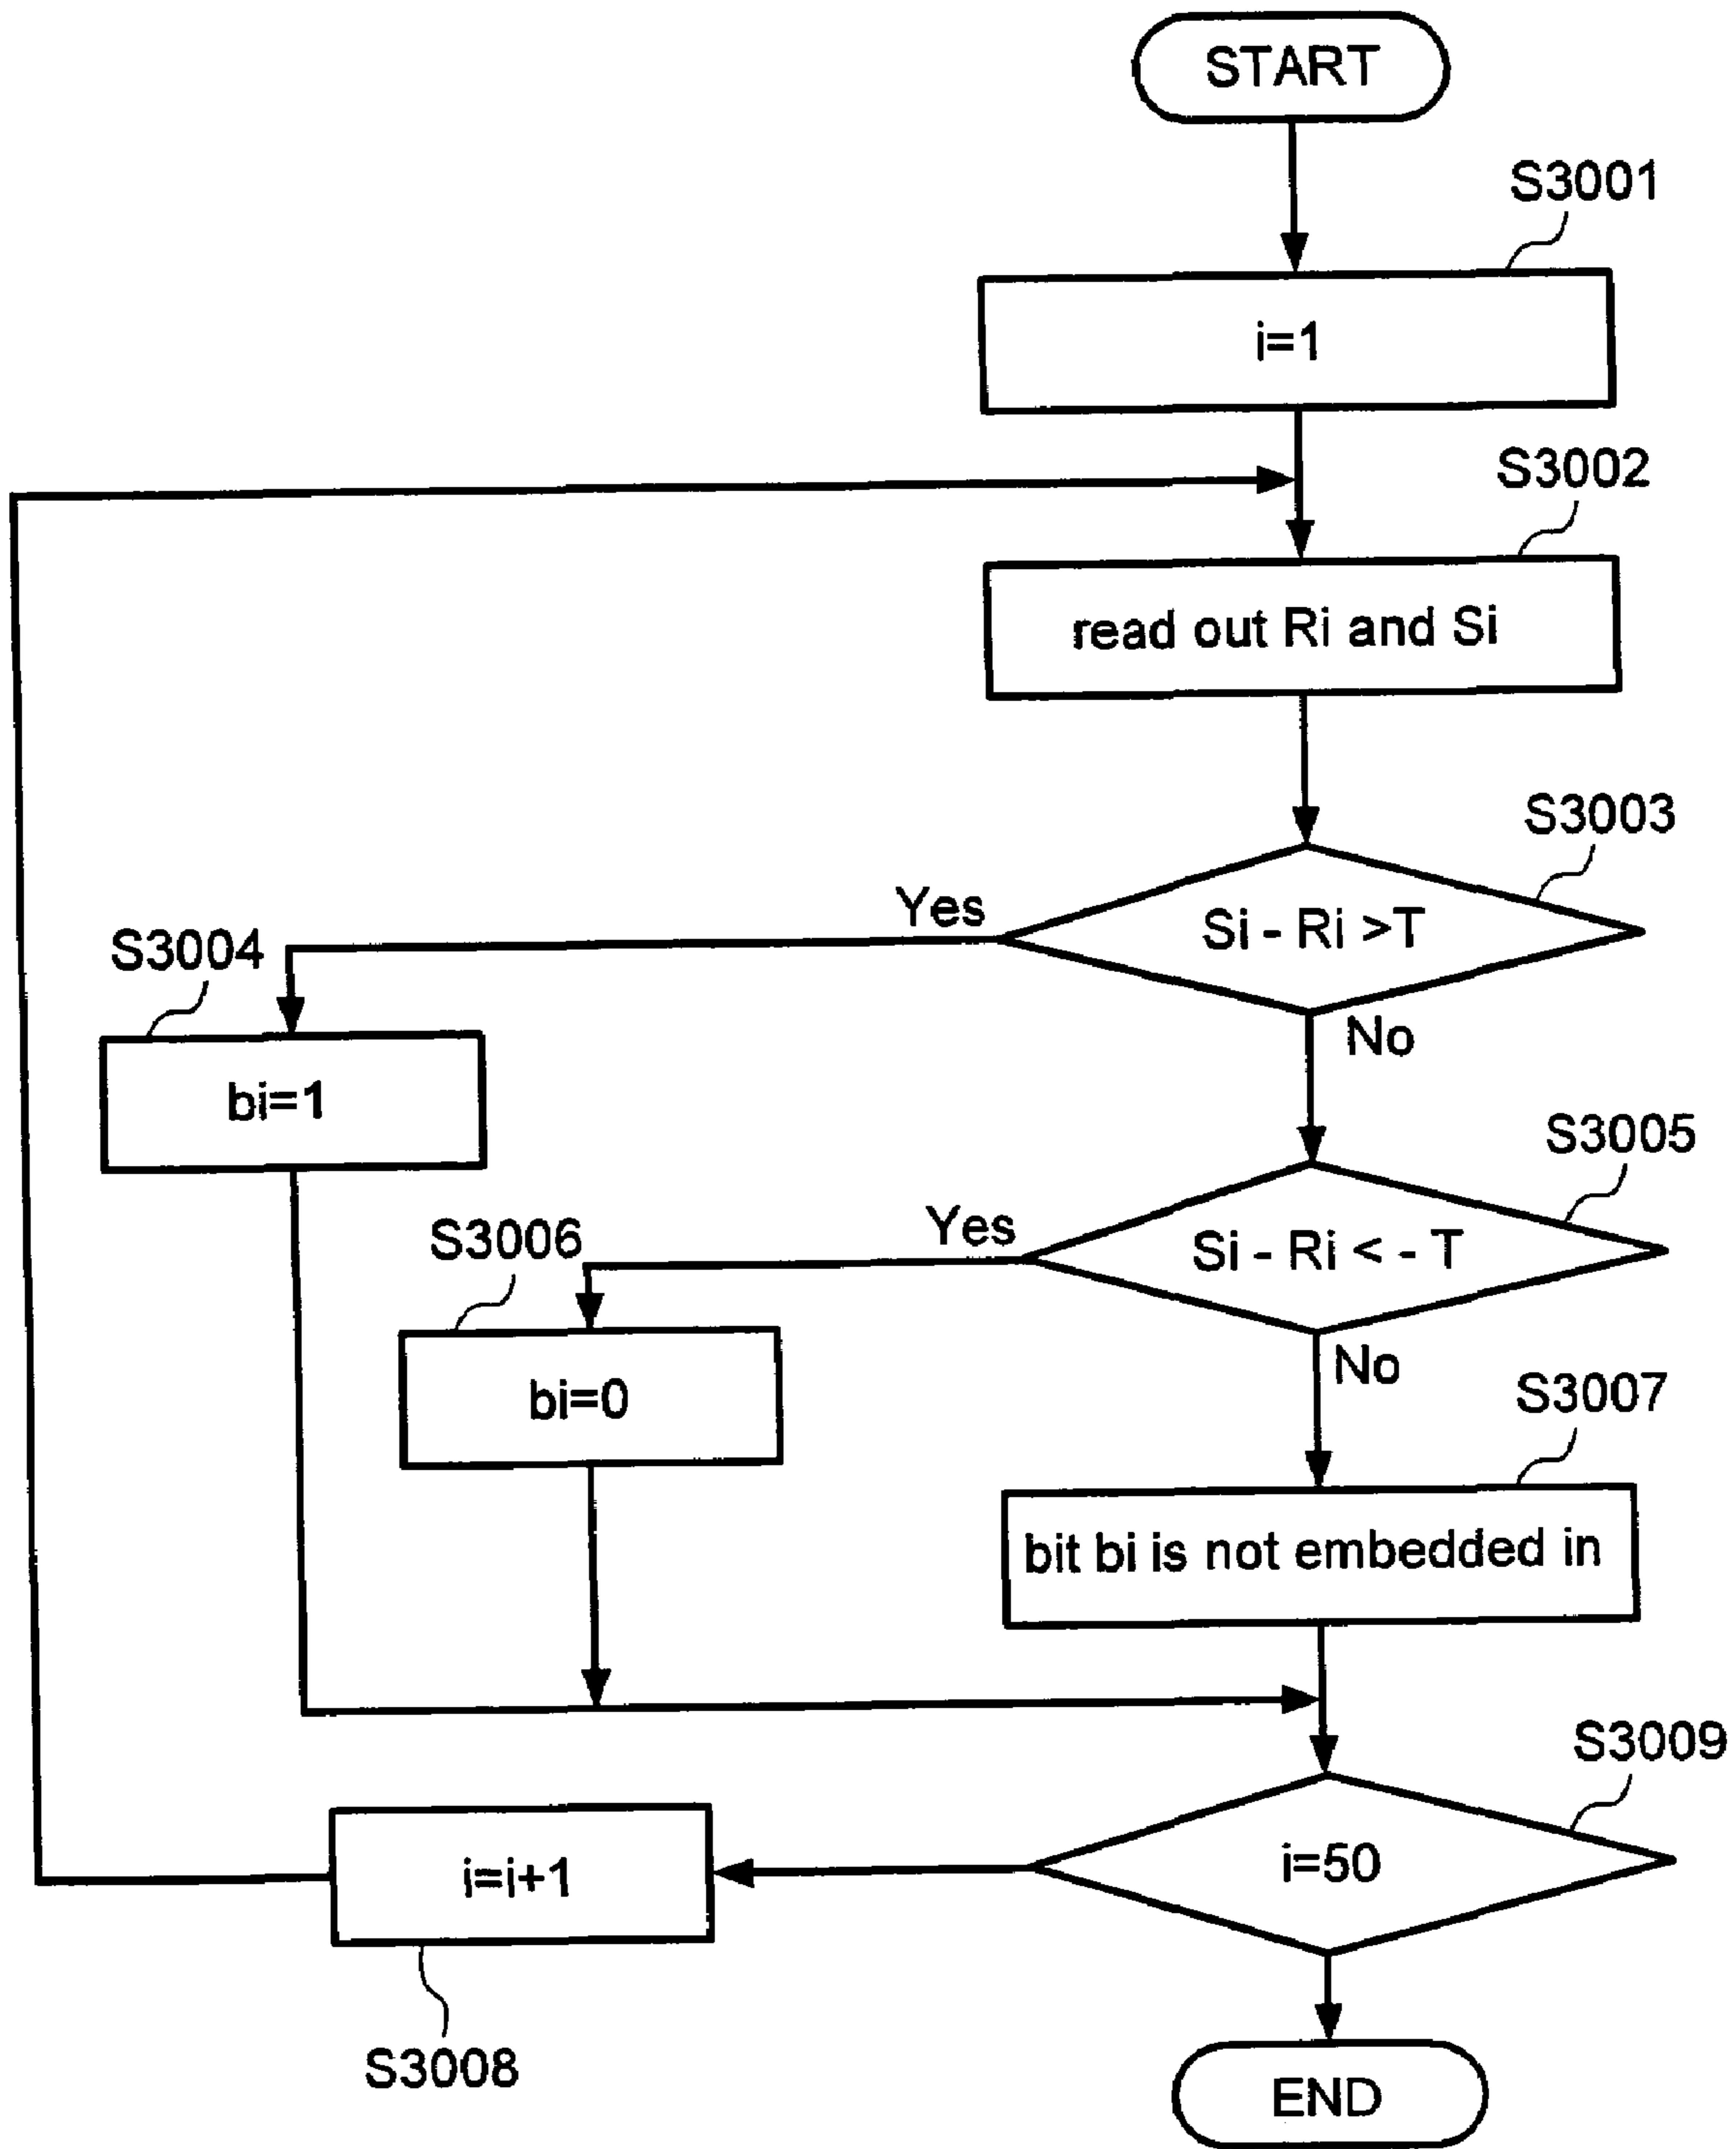 START
S3001
i=1
S3002
read out Ri and Si
S3003
Yes
Si - Ri >T
S3004
No
bi=1
S3005
Yes
Si - Ri < - T
S3006
No
bi=0
S3007
bit bi is not embedded in
S3009
i=i+1
i=50
S3008
END